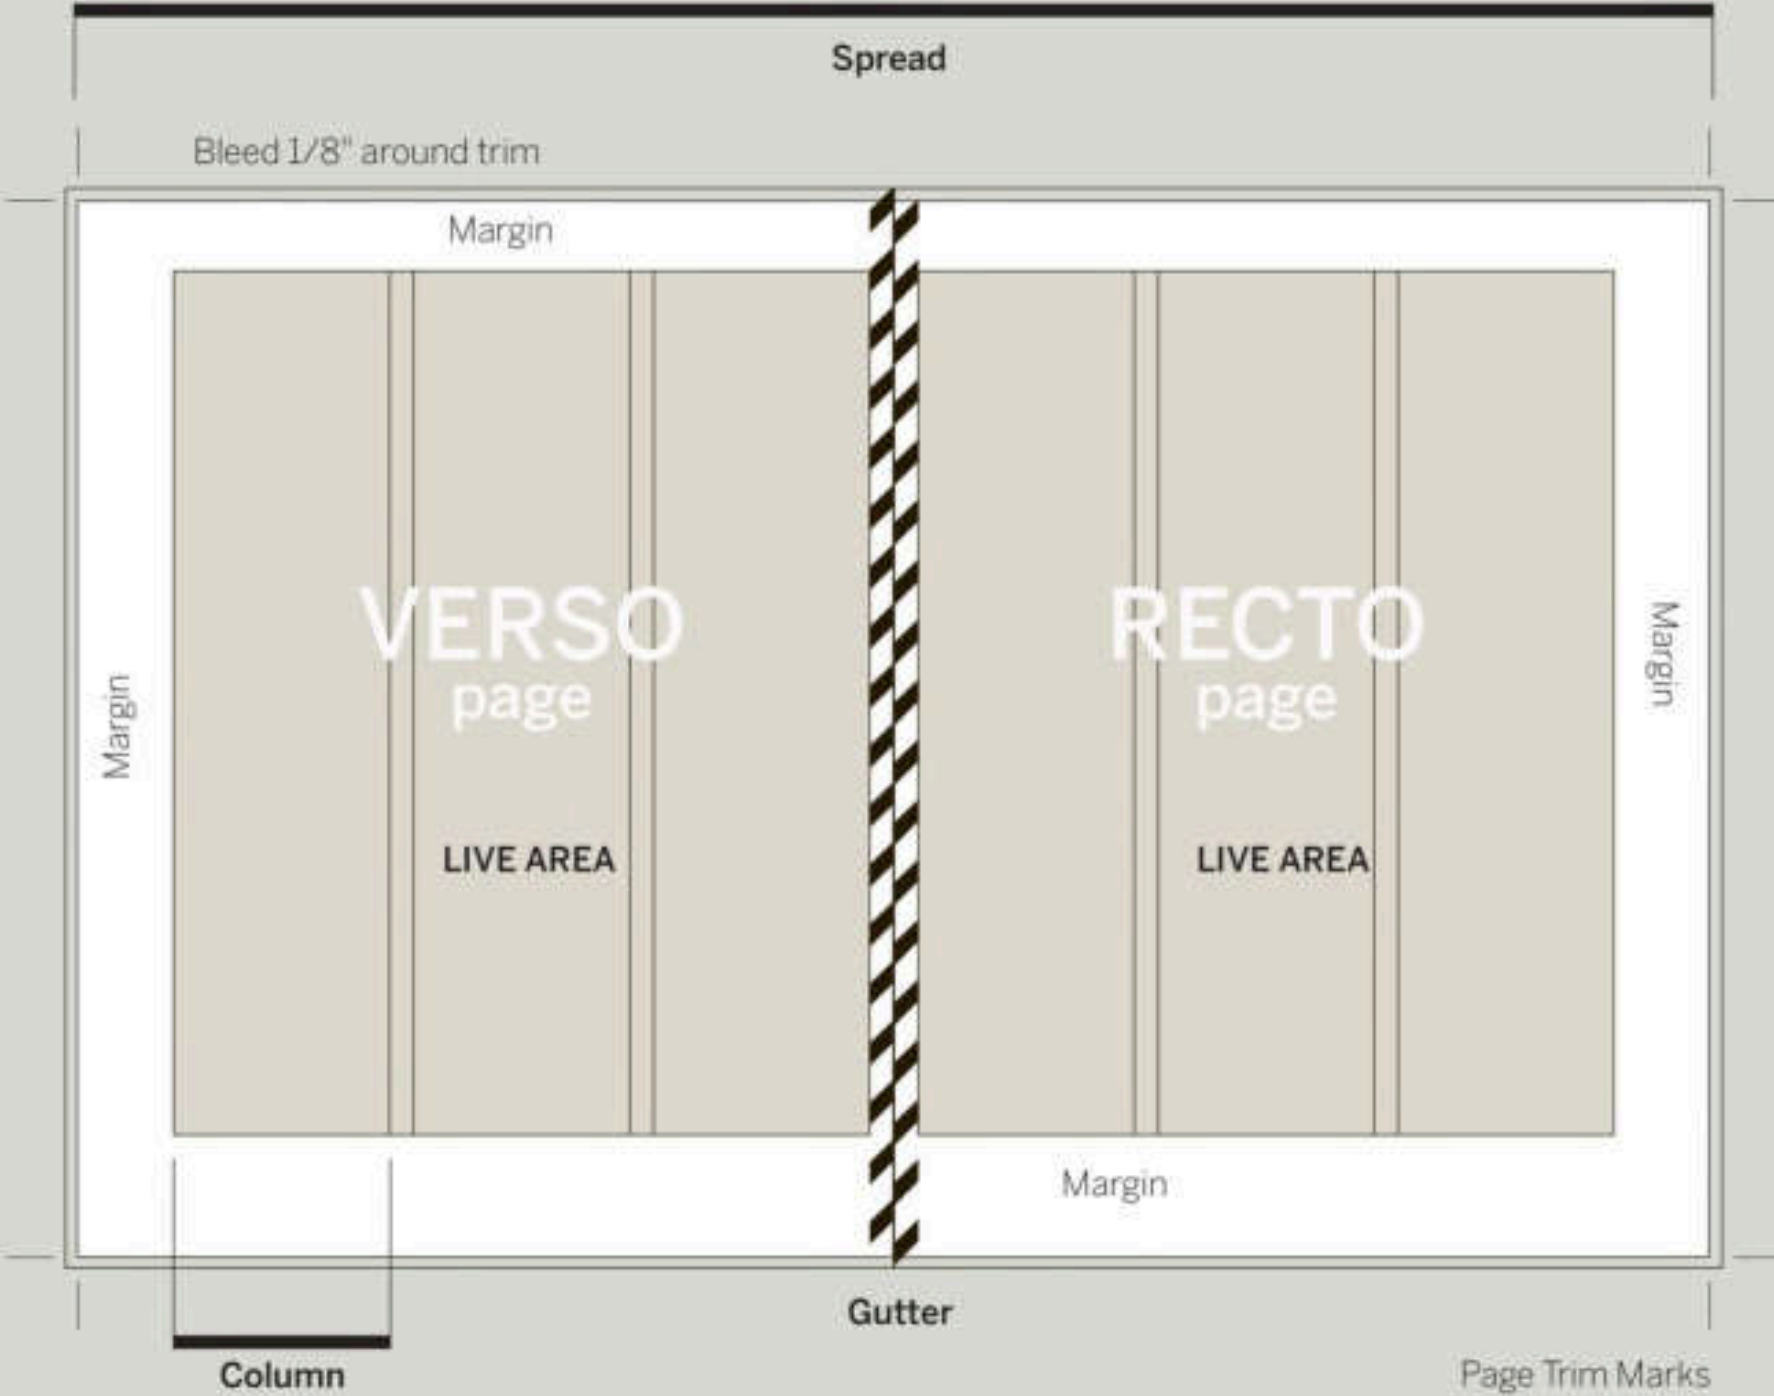 Spread
Bleed 1/8" around trim
Margin
Margin
VERSO
page
LIVE AREA
RECTO
page
LIVE AREA
Margin
Margin
Gutter
Column
Page Trim Marks